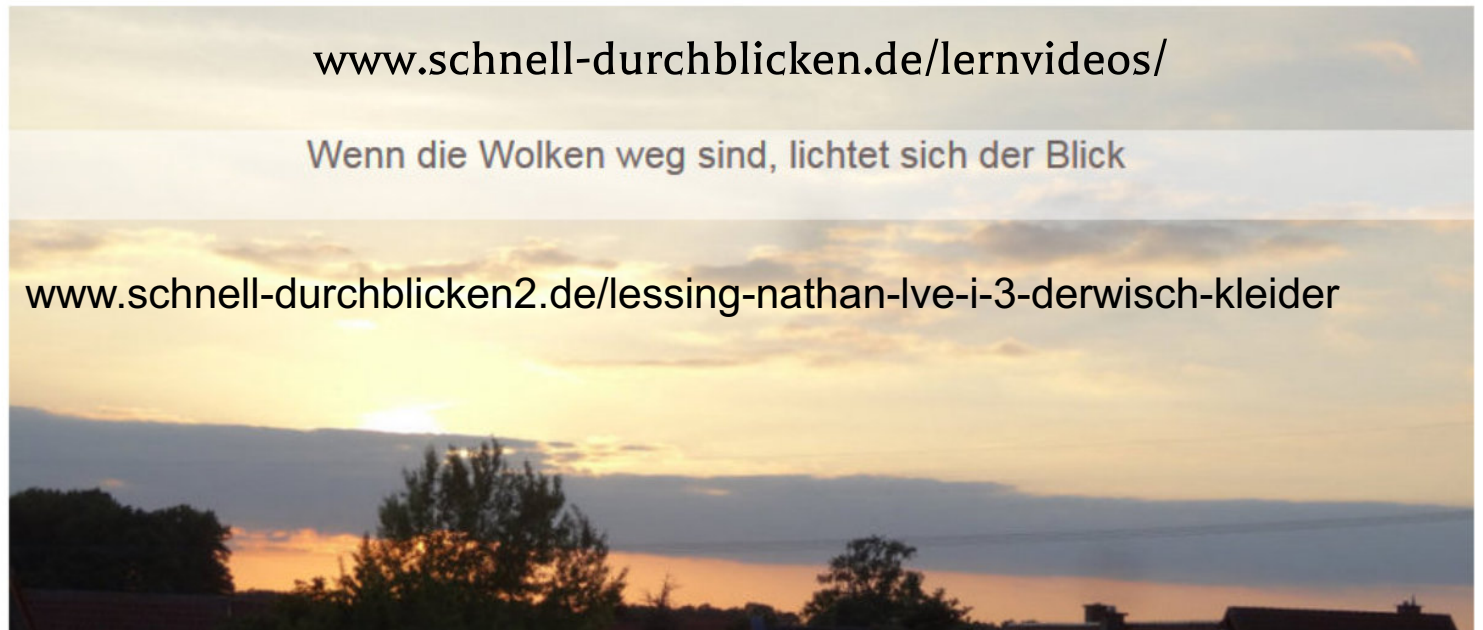 www.schnell-durchblicken.de/lernvideos/
Wenn die Wolken weg sind, lichtet sich der Blick
www.schnell-durchblicken2.de/lessing-nathan-lve-i-3-derwisch-kleider